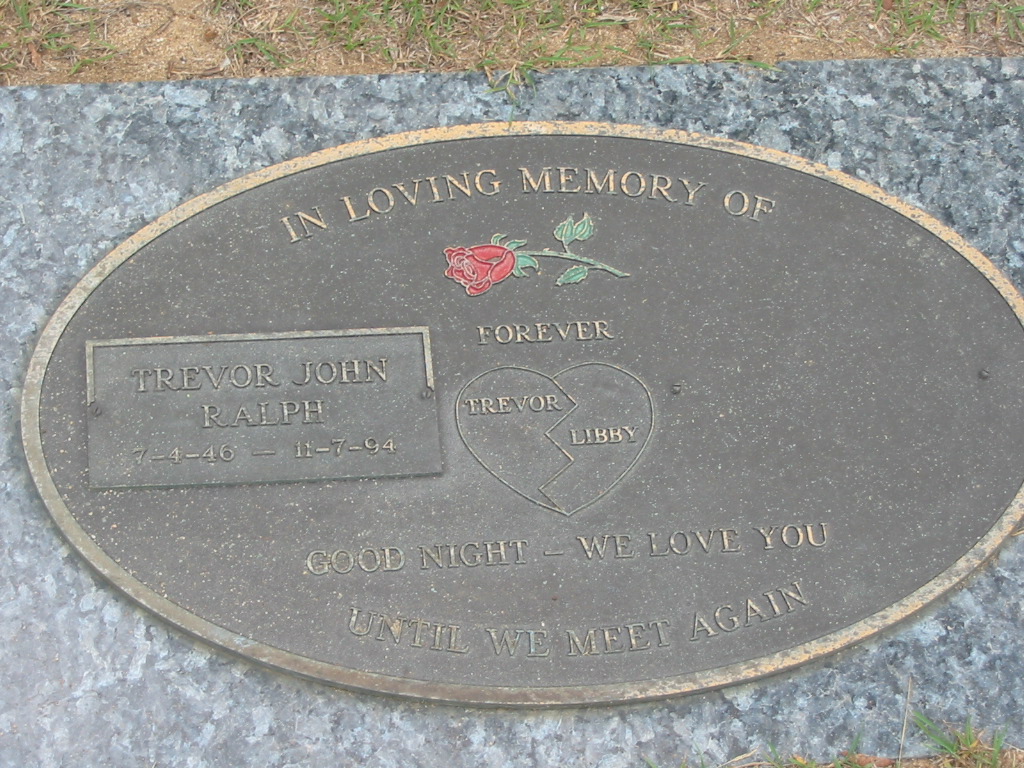 IN LOVING MEMORY OF
FOREVER
TREVOR JOHN
RALPH
7-4-46 - 11-7-94
TREVOR
LIBBY
GOOD NIGHT - WE LOVE YOU
UNTIL WE MEET AGAIN